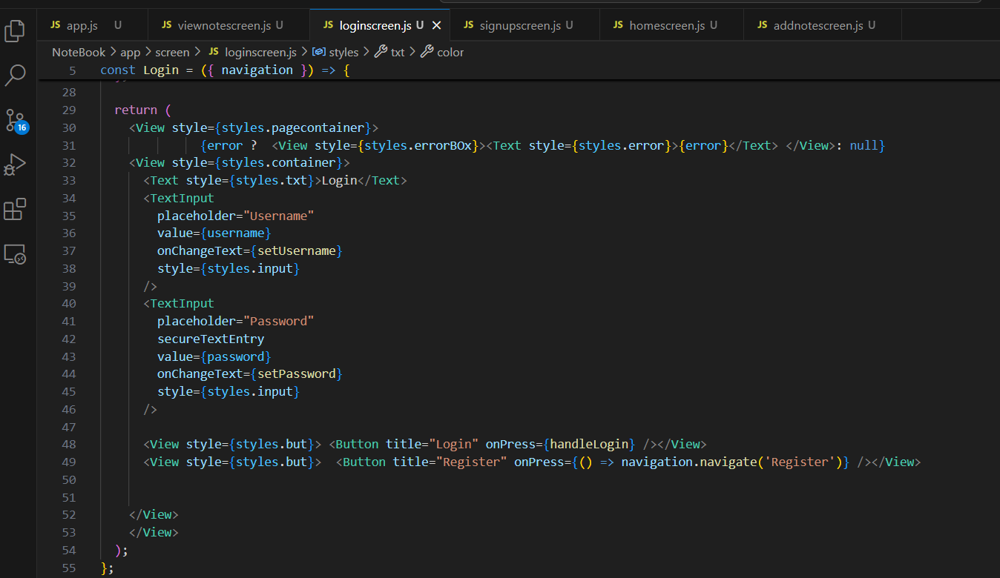 JS app.js U JS viewnotescreen.js U JS loginscreen.js U JS signupscreen.js U JS homescreen.js U JS addnotescreen.js U
NoteBook > app > screen > JS loginscreen.js > styles > txt > color
5 const Login = ({ navigation }) => {
28
29 return (
30 <View style={styles.pagecontainer}>
31 {error ?  <View style={styles.errorBOx}><Text style={styles.error}>{error}</Text> </View>: null}
32 <View style={styles.container}>
33 <Text style={styles.txt}>Login</Text>
34 <TextInput
35 placeholder="Username"
36 value={username}
37 onChangeText={setUsername}
38 style={styles.input}
39 />
40 <TextInput
41 placeholder="Password"
42 secureTextEntry
43 value={password}
44 onChangeText={setPassword}
45 style={styles.input}
46 />
47
48 <View style={styles.but}> <Button title="Login" onPress={handleLogin} /></View>
49 <View style={styles.but}>  <Button title="Register" onPress={() => navigation.navigate('Register')} /></View>
50
51
52 </View>
53 </View>
54 );
55 };
16